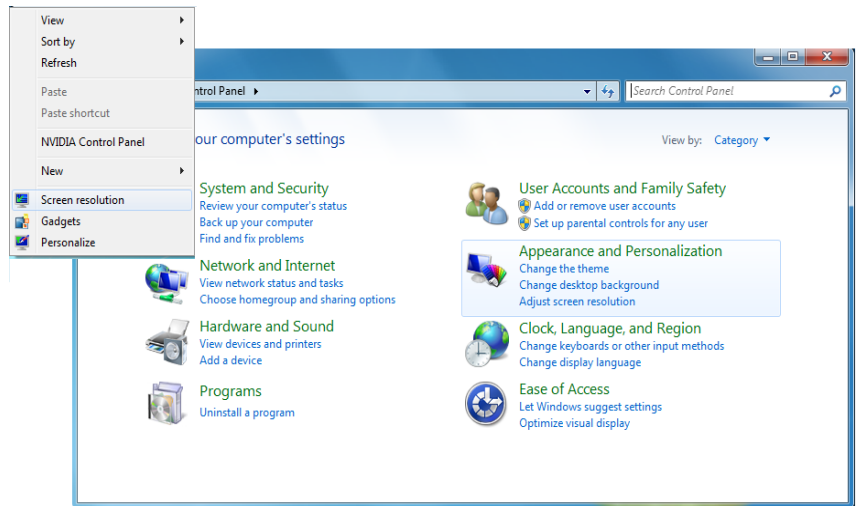 View
Sort by
Refresh
Paste
Paste shortcut
NVIDIA Control Panel
New
Screen resolution
Gadgets
Personalize
ntrol Panel
Search Control Panel
our computer's settings
View by: Category
System and Security
Review your computer's status
Back up your computer
Find and fix problems
Network and Internet
View network status and tasks
Choose homegroup and sharing options
Hardware and Sound
View devices and printers
Add a device
Programs
Uninstall a program
User Accounts and Family Safety
Add or remove user accounts
Set up parental controls for any user
Appearance and Personalization
Change the theme
Change desktop background
Adjust screen resolution
Clock, Language, and Region
Change keyboards or other input methods
Change display language
Ease of Access
Let Windows suggest settings
Optimize visual display